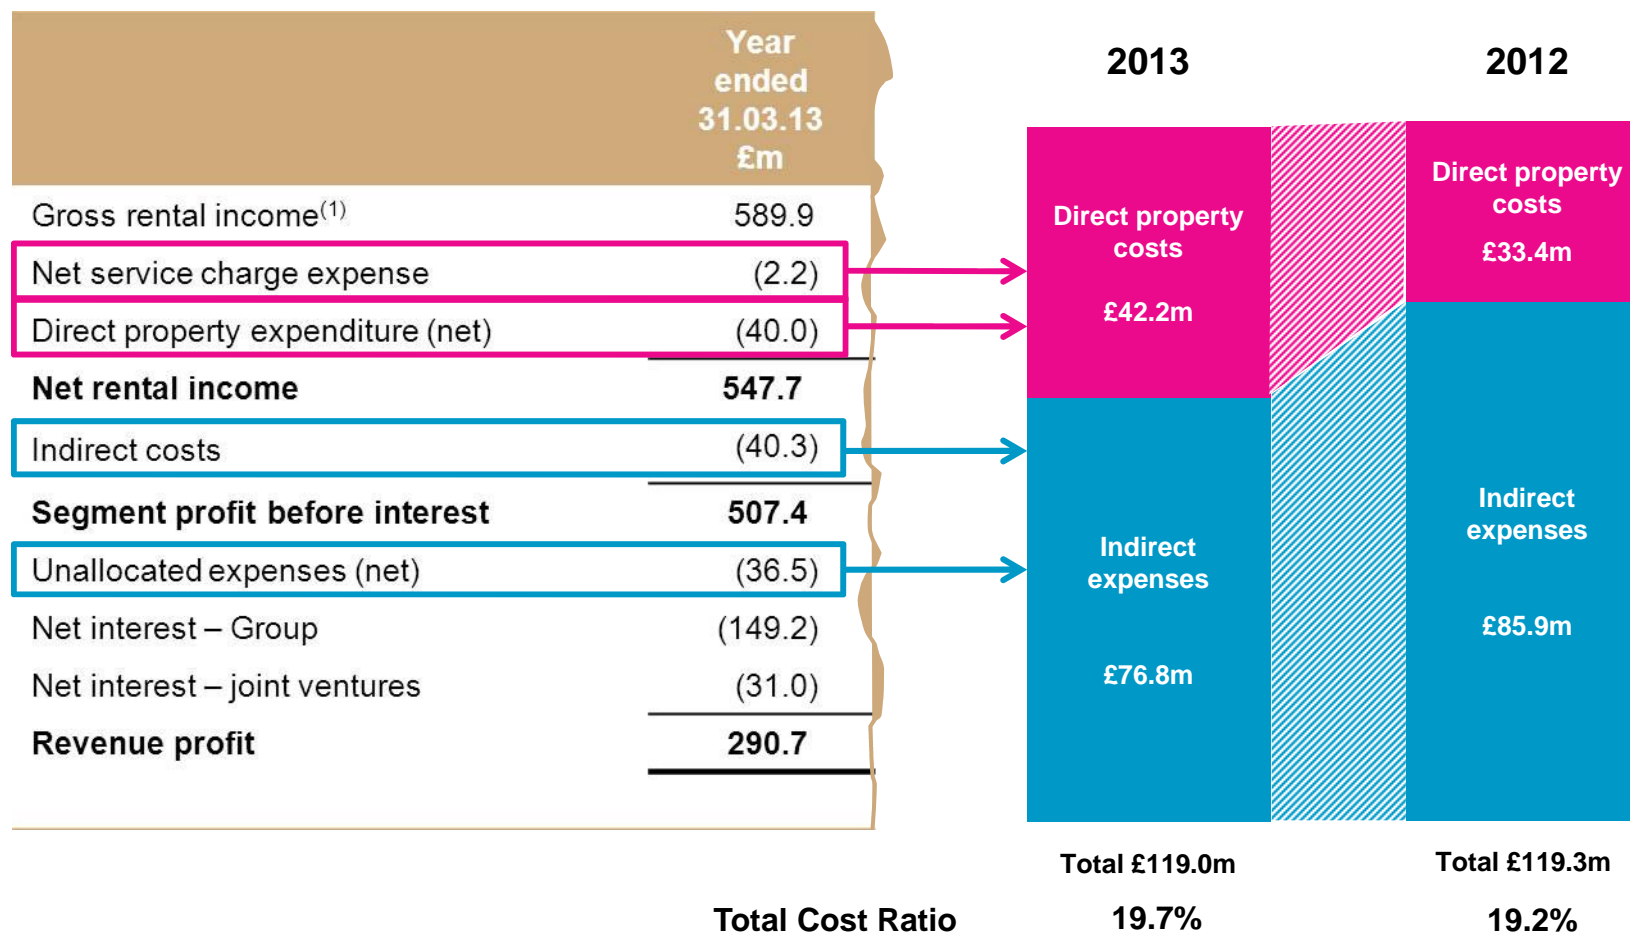 Year
ended
31.03.13
£m
Gross rental income(1) 589.9
Net service charge expense (2.2)
Direct property expenditure (net) (40.0)
Net rental income 547.7
Indirect costs (40.3)
Segment profit before interest 507.4
Unallocated expenses (net) (36.5)
Net interest – Group (149.2)
Net interest – joint ventures (31.0)
Revenue profit 290.7
2013
Direct property
costs
£42.2m
Indirect
expenses
£76.8m
Total £119.0m
2012
Direct property
costs
£33.4m
Indirect
expenses
£85.9m
Total £119.3m
Total Cost Ratio 19.7% 19.2%